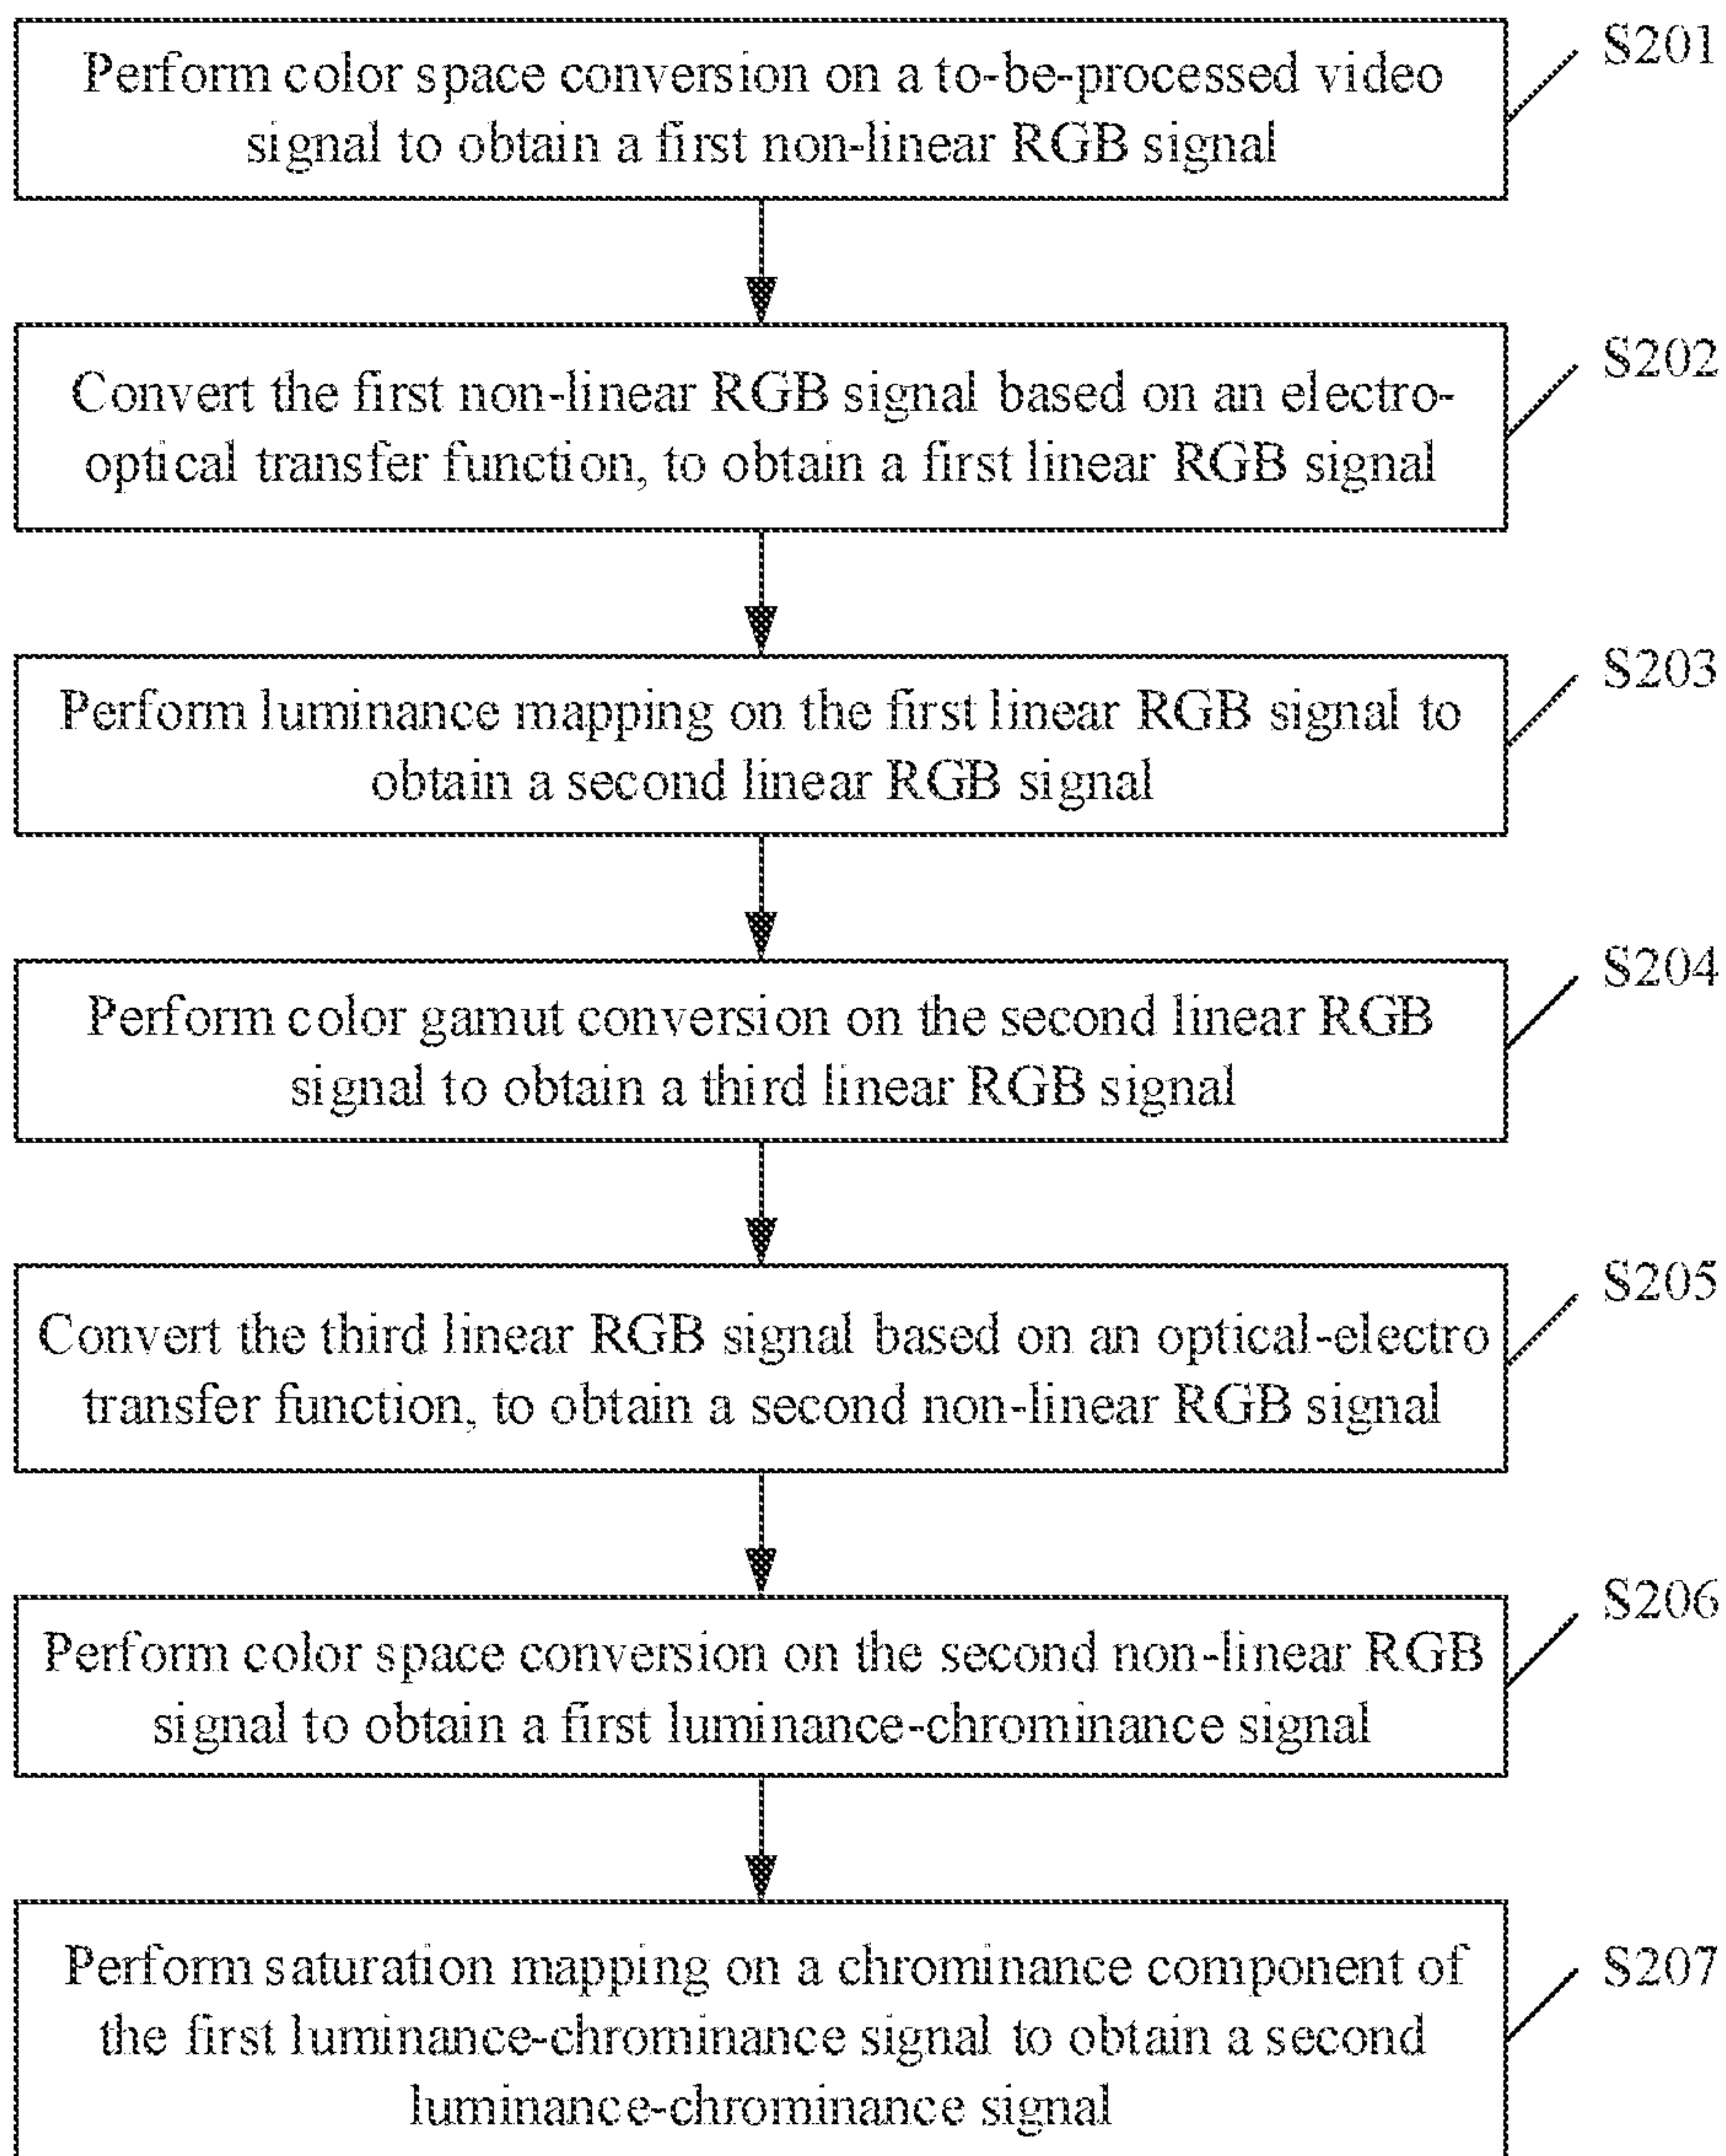 Perform color space conversion on a to-be-processed video
signal to obtain a first non-linear RGB signal
S201
Convert the first non-linear RGB signal based on an electro-
optical transfer function, to obtain a first linear RGB signal
S202
Perform luminance mapping on the first linear RGB signal to
obtain a second linear RGB signal
S203
Perform color gamut conversion on the second linear RGB
signal to obtain a third linear RGB signal
S204
Convert the third linear RGB signal based on an optical-electro
transfer function, to obtain a second non-linear RGB signal
S205
Perform color space conversion on the second non-linear RGB
signal to obtain a first luminance-chrominance signal
S206
Perform saturation mapping on a chrominance component of
the first luminance-chrominance signal to obtain a second
luminance-chrominance signal
S207